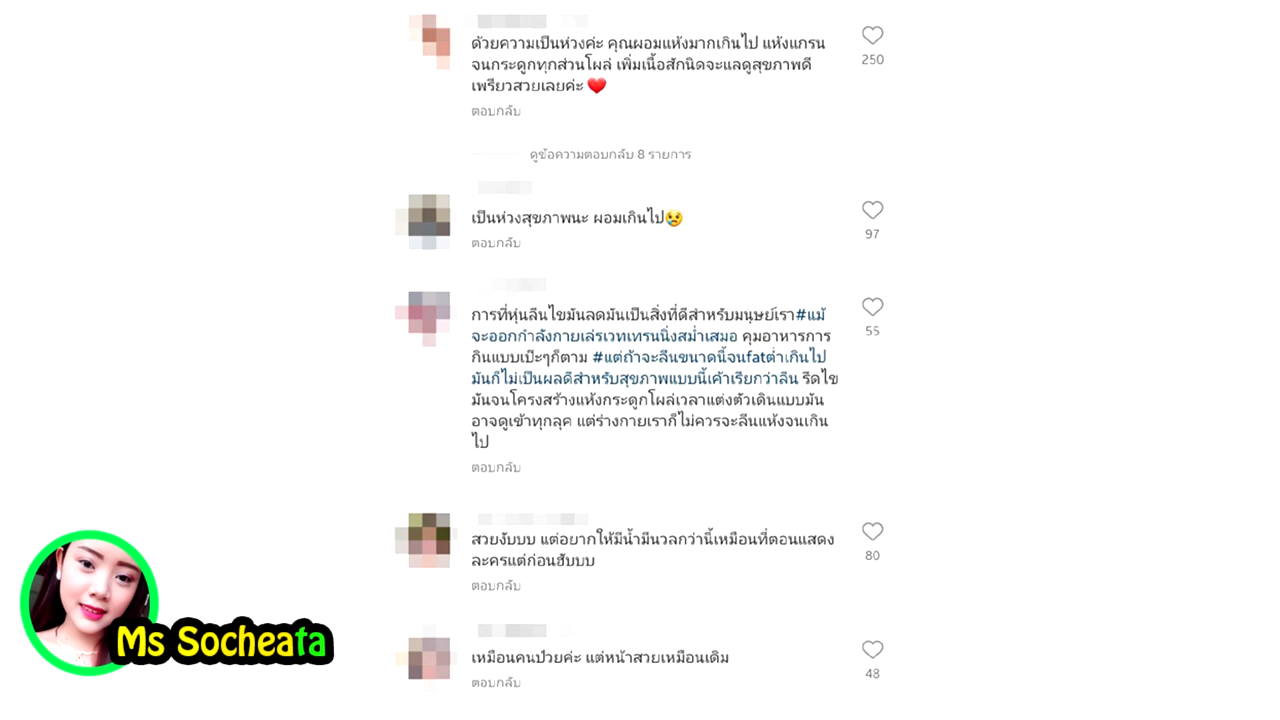 ด้วยความเป็นห่วงค่ะ คุณผอมแห้งมากเกินไป แห้งแกรน
250
จนกระดูกทุกส่วนโผล่ เพิ่มเนื้อสักนิดจะแลดูสุขภาพดี
เพรียวสวยเลยค่ะ ❤️
ตอบกลับ
ดูข้อความตอบกลับ 8 รายการ
เป็นห่วงสุขภาพนะ ผอมเกินไป😢
97
ตอบกลับ
การที่หุ่นลีนไขมันลดมันเป็นสิ่งที่ดีสำหรับมนุษย์เรา#แม้
55
จะออกกำลังกายเล่รเวทเทรนนิ่งสม่ำเสมอ คุมอาหารการ
กินแบบเป๊ะๆก็ตาม #แต่ถ้าจะลีนขนาดนี้จนfatต่ำเกินไป
มันก็ไม่เป็นผลดีสำหรับสุขภาพแบบนี้เค้าเรียกว่าลีน รีดไข
มันจนโครงสร้างแห้งกระดูกโผล่เวลาแต่งตัวเดินแบบมัน
อาจดูเข้าทุกลุค แต่ร่างกายเราก็ไม่ควรจะลีนแห้งจนเกิน
ไป
ตอบกลับ
สวยงับบบ แต่อยากให้มีน้ำมีนวลกว่านี้เหมือนที่ตอนแสดง
80
ละครแต่ก่อนฮับบบ
ตอบกลับ
เหมือนคนป่วยค่ะ แต่หน้าสวยเหมือนเดิม
48
ตอบกลับ
Ms Socheata